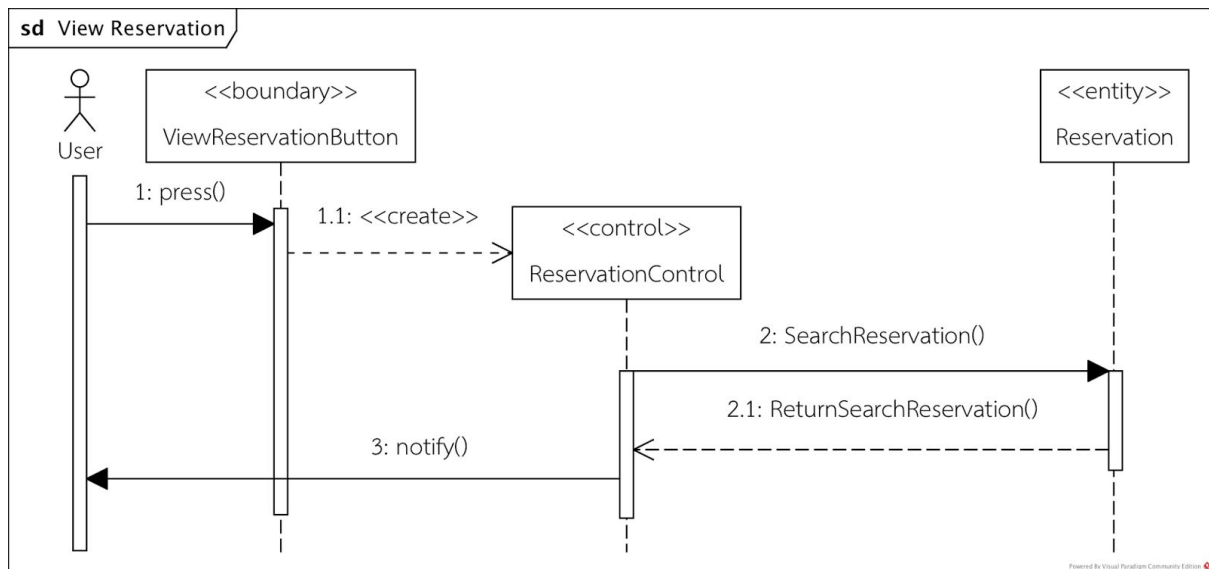 sd View Reservation
User
<<boundary>>
ViewReservationButton
<<entity>>
Reservation
1: press()
1.1: <<create>>
<<control>>
ReservationControl
2: SearchReservation()
2.1: ReturnSearchReservation()
3: notify()
Powered By Visual Paradigm Community Edition